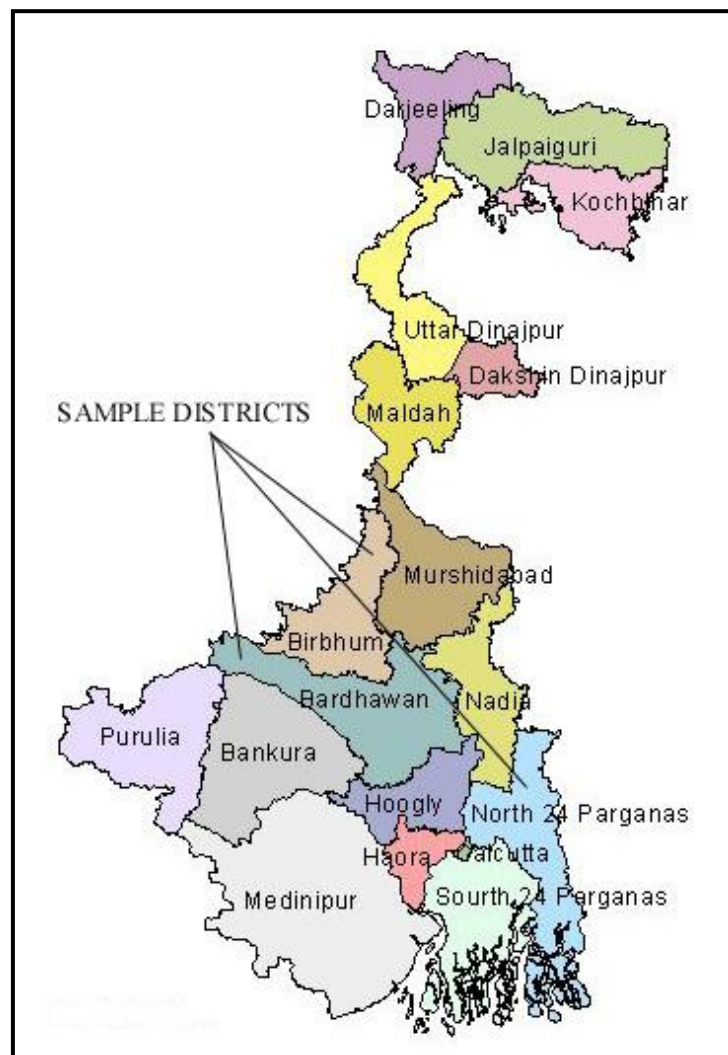 Darjeeling
Jalpaiguri
Kochbihar
Uttar Dinajpur
Dakshin Dinajpur
SAMPLE DISTRICTS
Maldah
Murshidabad
Birbhum
Bardhawan
Nadia
Purulia
Bankura
Hoogly
North 24 Parganas
Haora
Calcutta
Medinipur
Sourth 24 Parganas